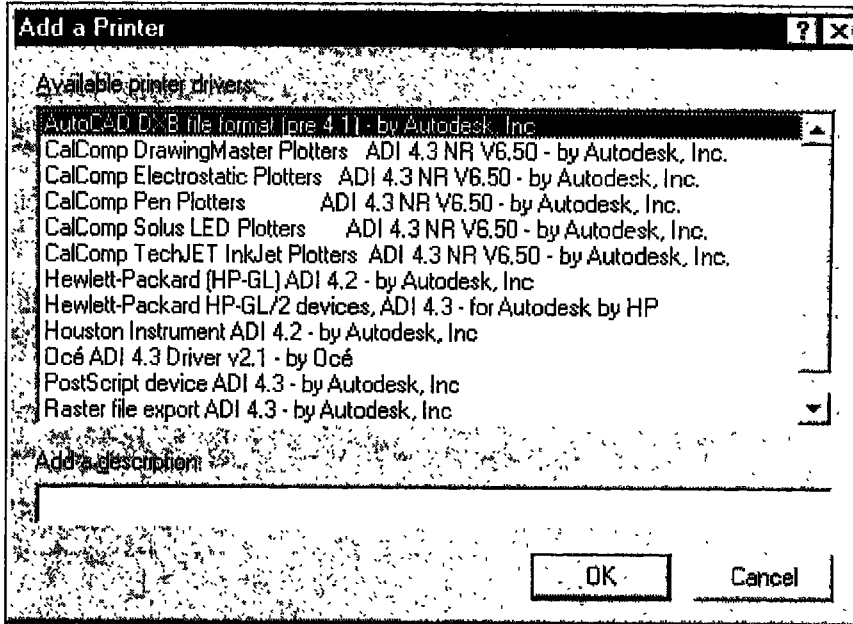 Add a Printer
Available printer drivers:
AutoCAD DXB file format (pre 4.1) - by Autodesk, Inc
CalComp DrawingMaster Plotters ADI 4.3 NR V6.50 - by Autodesk, Inc.
CalComp Electrostatic Plotters ADI 4.3 NR V6.50 - by Autodesk, Inc.
CalComp Pen Plotters ADI 4.3 NR V6.50 - by Autodesk, Inc.
CalComp Solus LED Plotters ADI 4.3 NR V6.50 - by Autodesk, Inc.
CalComp TechJET InkJet Plotters ADI 4.3 NR V6.50 - by Autodesk, Inc.
Hewlett-Packard (HP-GL) ADI 4.2 - by Autodesk, Inc
Hewlett-Packard HP-GL/2 devices, ADI 4.3 - for Autodesk by HP
Houston Instrument ADI 4.2 - by Autodesk, Inc
Océ ADI 4.3 Driver v2.1 - by Océ
PostScript device ADI 4.3 - by Autodesk, Inc
Raster file export ADI 4.3 - by Autodesk, Inc
Add a description:
OK Cancel